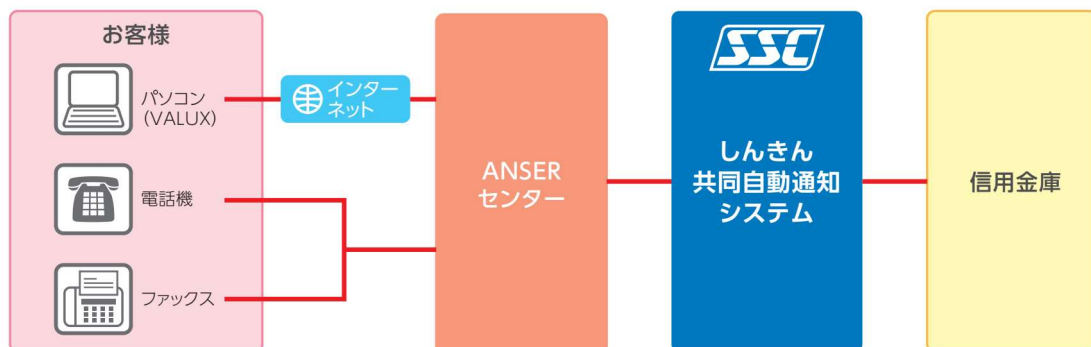 お客様
パソコン
(VALUX)
インター
ネット
電話機
ファックス
ANSER
センター
SSC
しんきん
共同自動通知
システム
信用金庫